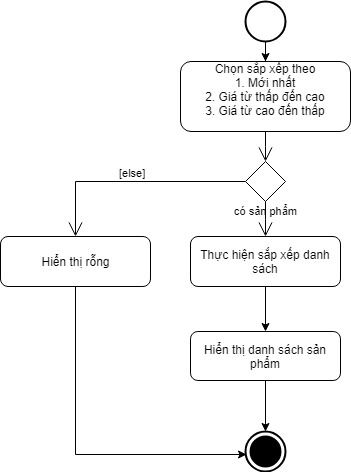 Chọn sắp xếp theo
1. Mới nhất
2. Giá từ thấp đến cao
3. Giá từ cao đến thấp
[else]
có sản phẩm
Hiển thị rỗng
Thực hiện sắp xếp danh
sách
Hiển thị danh sách sản
phẩm